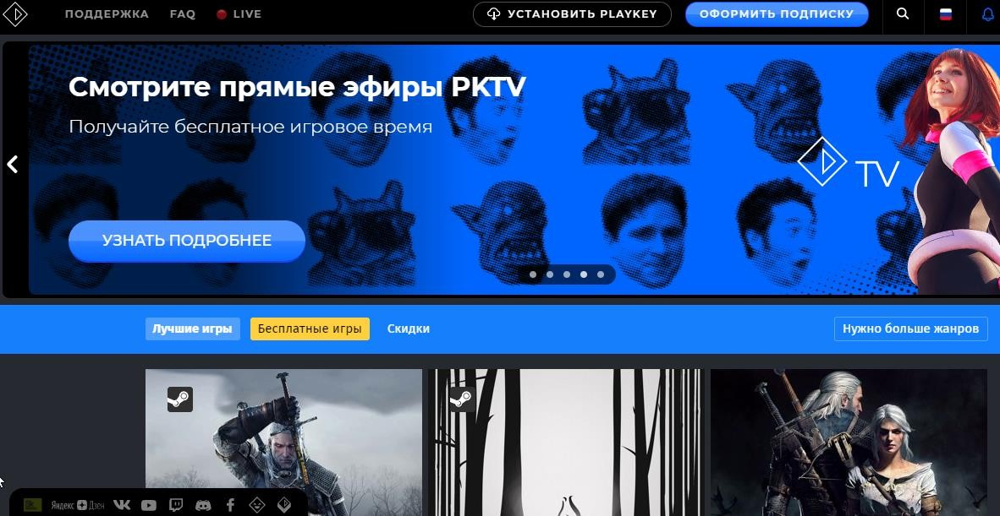 ПОДДЕРЖКА FAQ LIVE УСТАНОВИТЬ PLAYKEY ОФОРМИТЬ ПОДПИСКУ
Смотрите прямые эфиры PKTV
Получайте бесплатное игровое время
TV
УЗНАТЬ ПОДРОБНЕЕ
Лучшие игры Бесплатные игры Скидки Нужно больше жанров
Яндекс Дзен